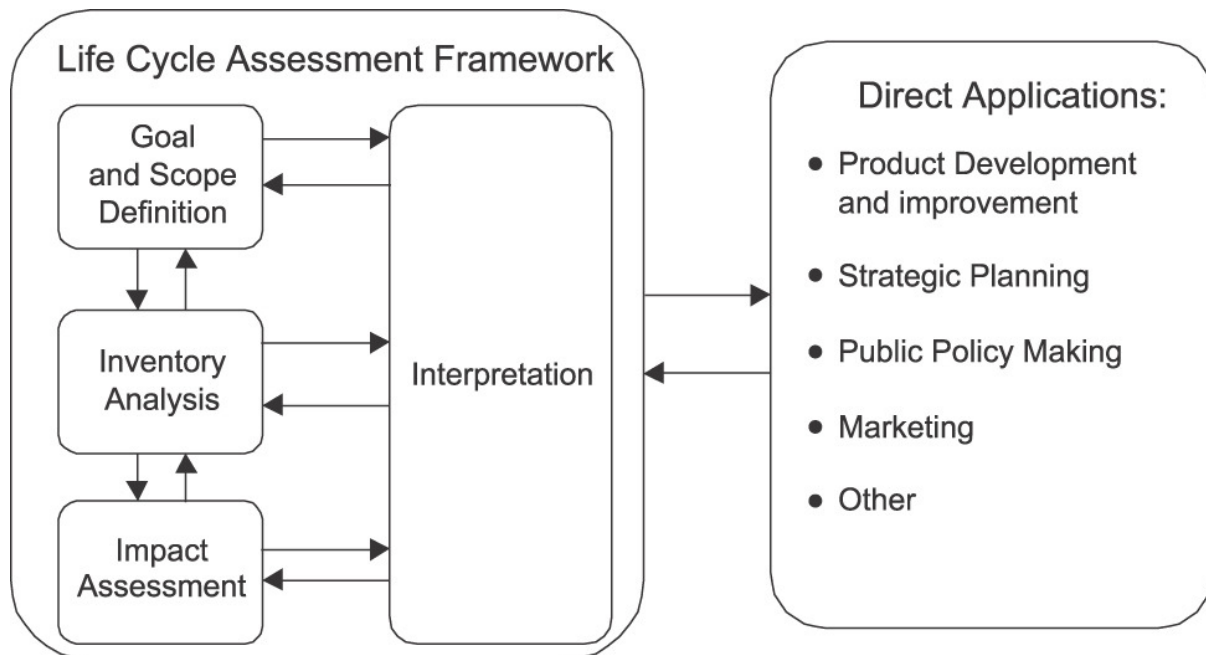 Life Cycle Assessment Framework
Goal
and Scope
Definition
Inventory
Analysis
Impact
Assessment
Interpretation
Direct Applications:
● Product Development
and improvement
● Strategic Planning
● Public Policy Making
● Marketing
● Other